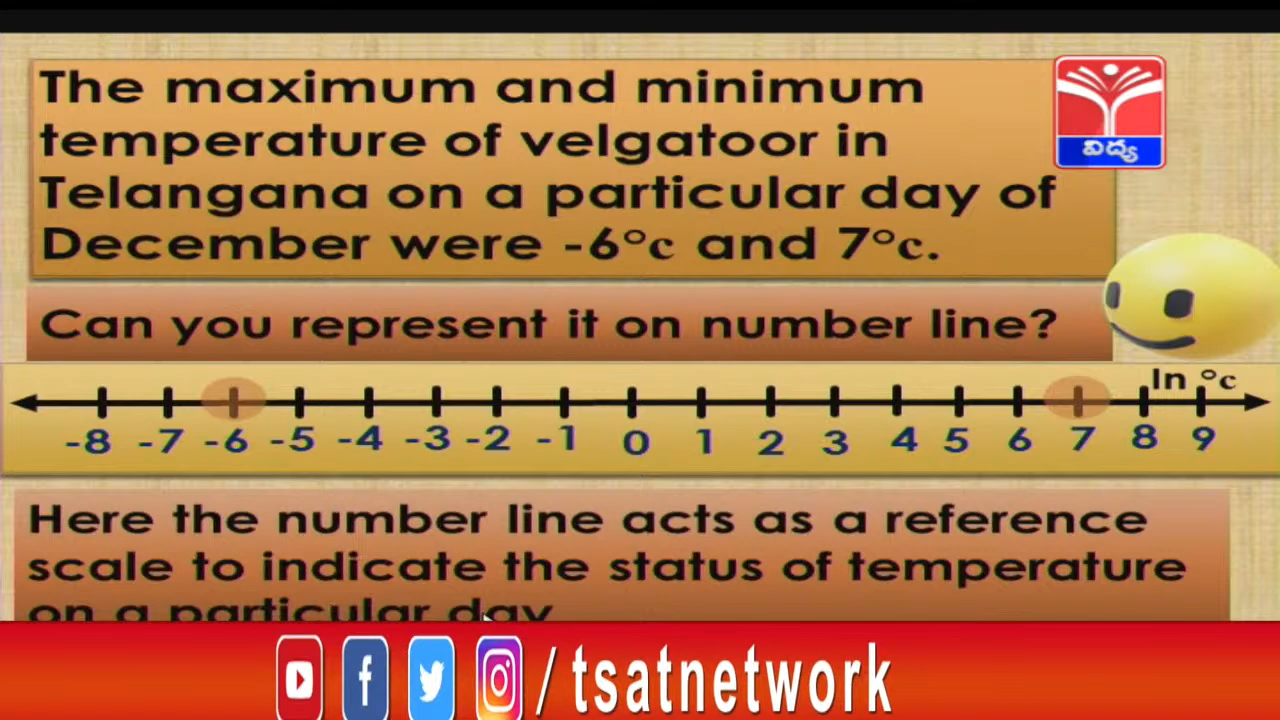 The maximum and minimum
temperature of velgatoor in
Telangana on a particular day of
December were -6°c and 7°c.
విద్య
Can you represent it on number line?
In °c
-8 -7 -6 -5 -4 -3 -2 -1 0 1 2 3 4 5 6 7 8 9
Here the number line acts as a reference
scale to indicate the status of temperature
on a particular day
/ tsatnetwork